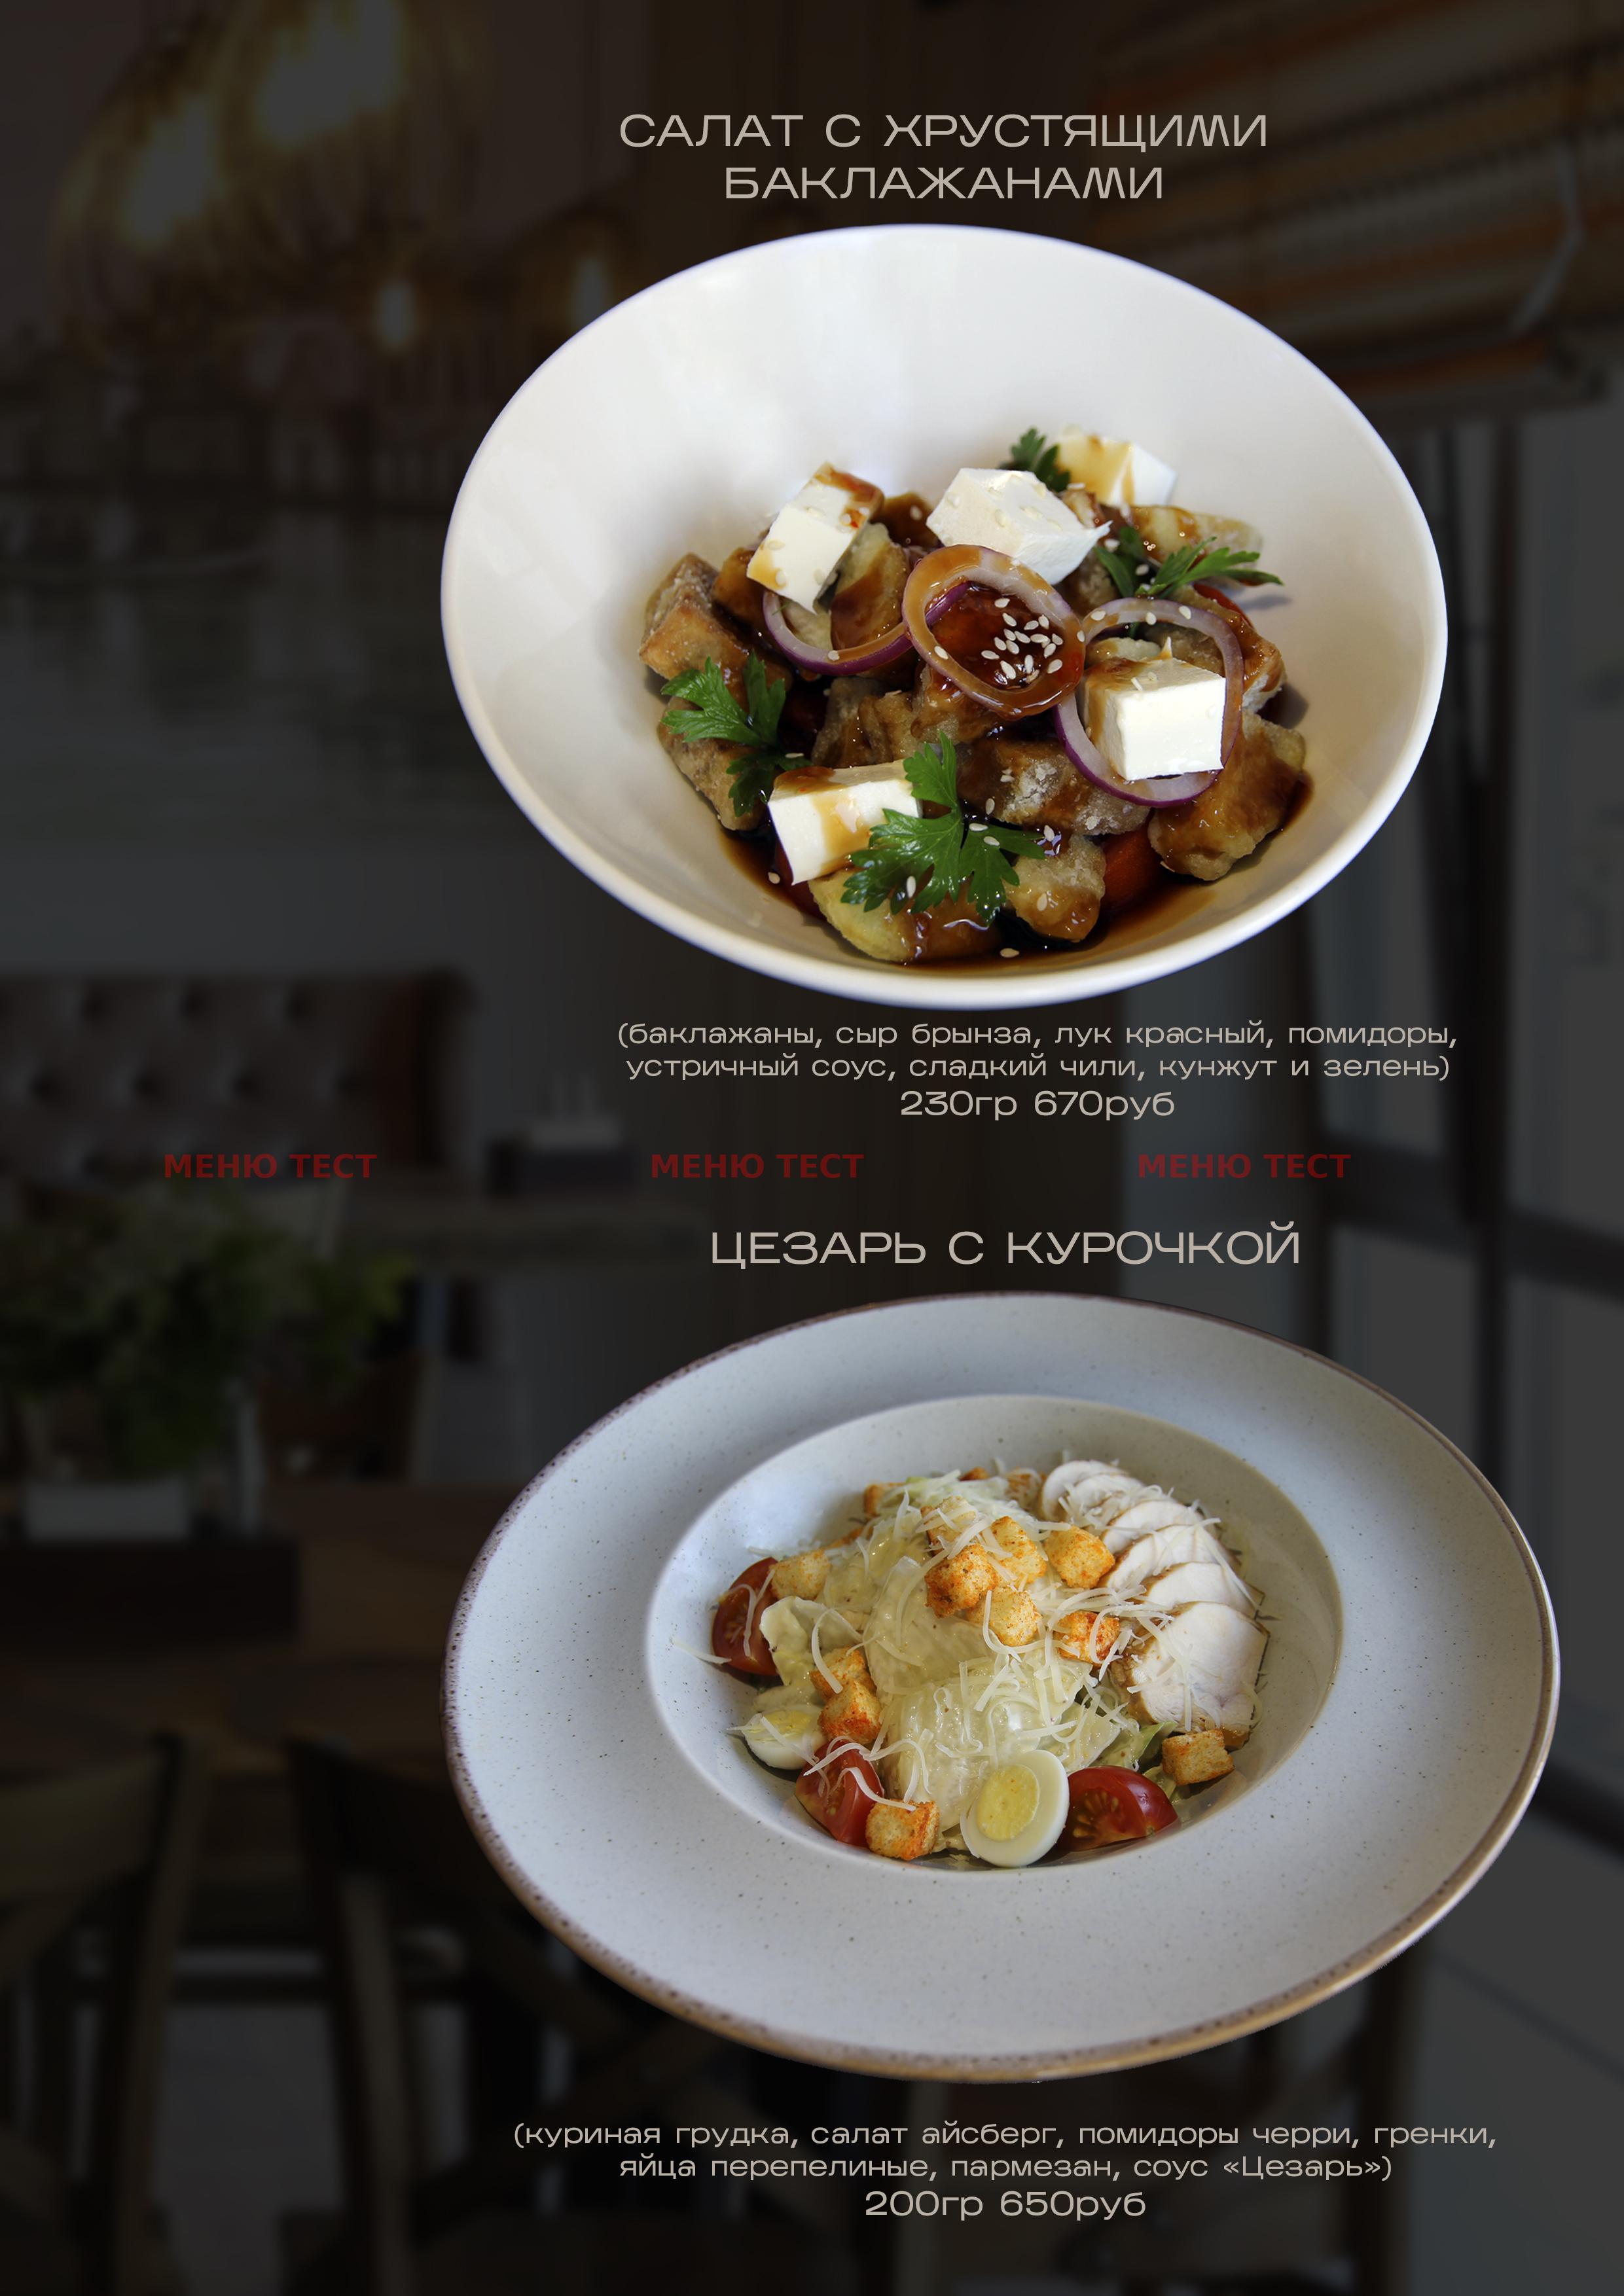 САЛАТ С ХРУСТЯЩИМИ
БАКЛАЖАНАМИ
(баклажаны, сыр брынза, лук красный, помидоры,
устричный соус, сладкий чили, кунжут и зелень)
230гр 670руб
МЕНЮ ТЕСТ МЕНЮ ТЕСТ МЕНЮ ТЕСТ
ЦЕЗАРЬ С КУРОЧКОЙ
(куриная грудка, салат айсберг, помидоры черри, гренки,
яйца перепелиные, пармезан, соус «Цезарь»)
200гр 650руб